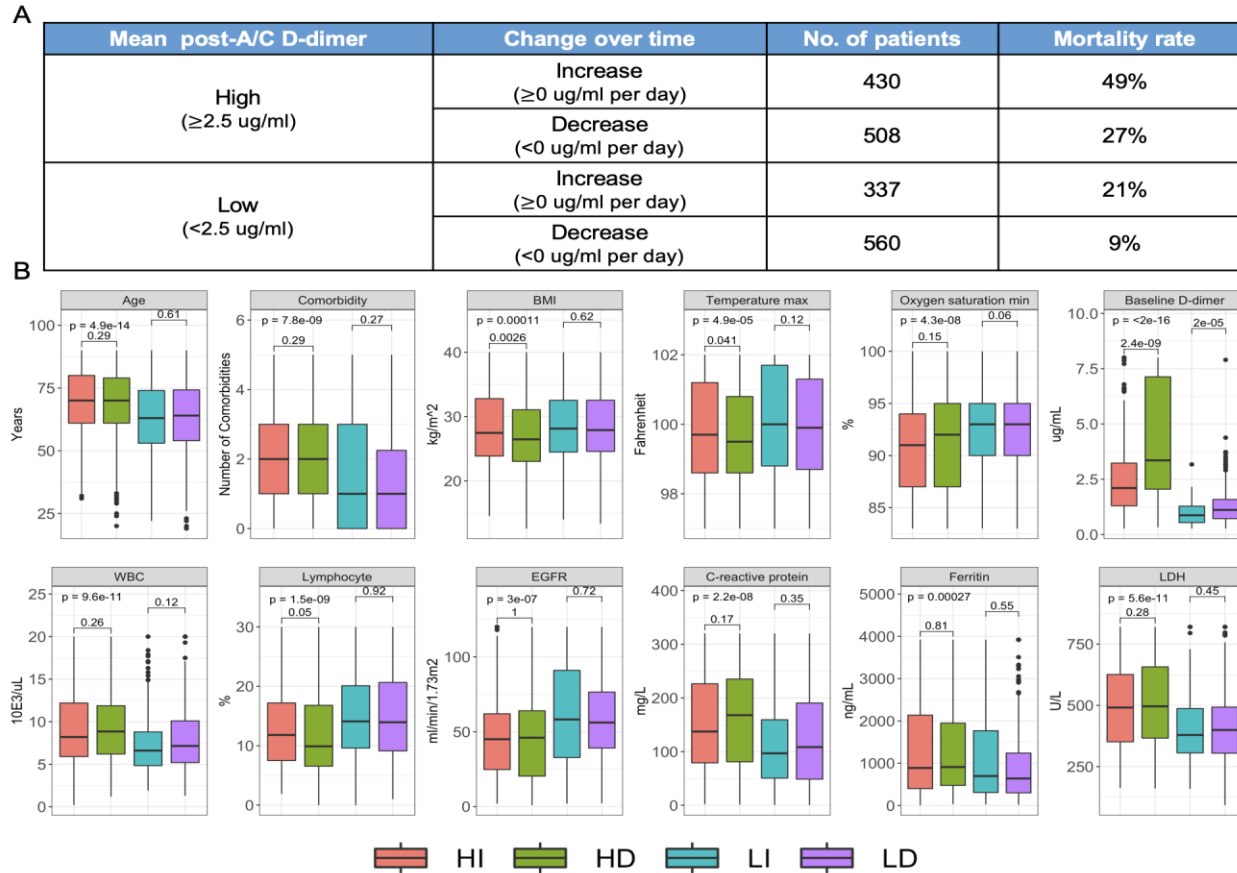 A
Mean post-A/C D-dimer Change over time No. of patients Mortality rate
High
(≥2.5 ug/ml)
Increase
(≥0 ug/ml per day)
430 49%
Decrease
(<0 ug/ml per day)
508 27%
Low
(<2.5 ug/ml)
Increase
(≥0 ug/ml per day)
337 21%
Decrease
(<0 ug/ml per day)
560 9%
B
Age
p = 4.9e-14
0.29
0.61
Years
100
75
50
25
Comorbidity
p = 7.8e-09
0.29
0.27
Number of Comorbidities
6
4
2
0
BMI
p = 0.00011
0.0026
0.62
kg/m^2
40
30
20
Temperature max
p = 4.9e-05
0.041
0.12
Fahrenheit
102
100
98
Oxygen saturation min
p = 4.3e-08
0.15
0.06
%
100
95
90
85
Baseline D-dimer
p = <2e-16
2.4e-09
2e-05
ug/mL
10.0
7.5
5.0
2.5
0.0
WBC
p = 9.6e-11
0.26
0.12
10E3/uL
25
20
15
10
5
0
Lymphocyte
p = 1.5e-09
0.05
0.92
%
30
20
10
0
EGFR
p = 3e-07
1
0.72
ml/min/1.73m2
100
50
0
C-reactive protein
p = 2.2e-08
0.17
0.35
mg/L
400
300
200
100
0
Ferritin
p = 0.00027
0.81
0.55
ng/mL
5000
4000
3000
2000
1000
0
LDH
p = 5.6e-11
0.28
0.45
U/L
750
500
250
HI HD LI LD